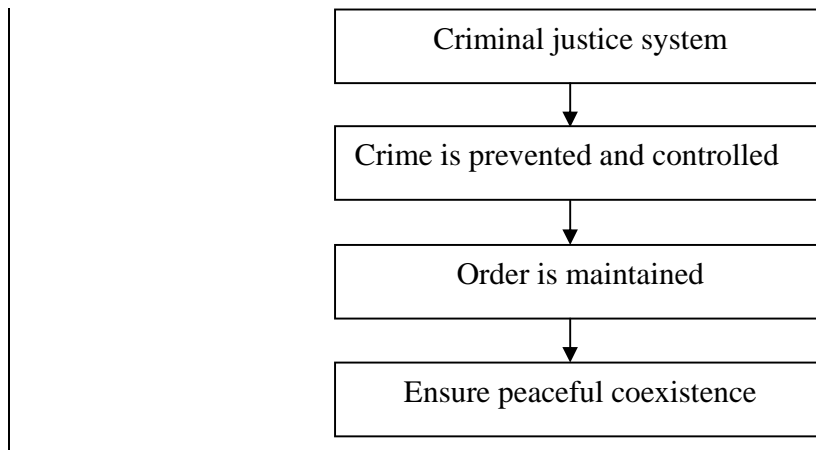 Criminal justice system
Crime is prevented and controlled
Order is maintained
Ensure peaceful coexistence